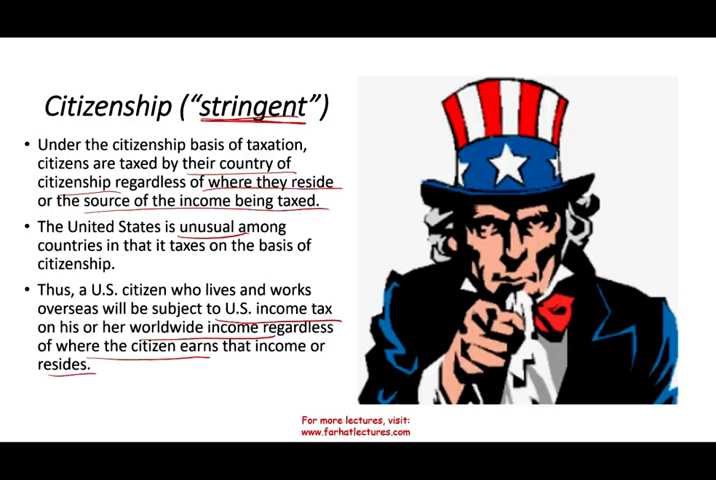 Citizenship (“stringent”)
• Under the citizenship basis of taxation,
citizens are taxed by their country of
citizenship regardless of where they reside
or the source of the income being taxed.
• The United States is unusual among
countries in that it taxes on the basis of
citizenship.
• Thus, a U.S. citizen who lives and works
overseas will be subject to U.S. income tax
on his or her worldwide income regardless
of where the citizen earns that income or
resides.
For more lectures, visit:
www.farhatlectures.com